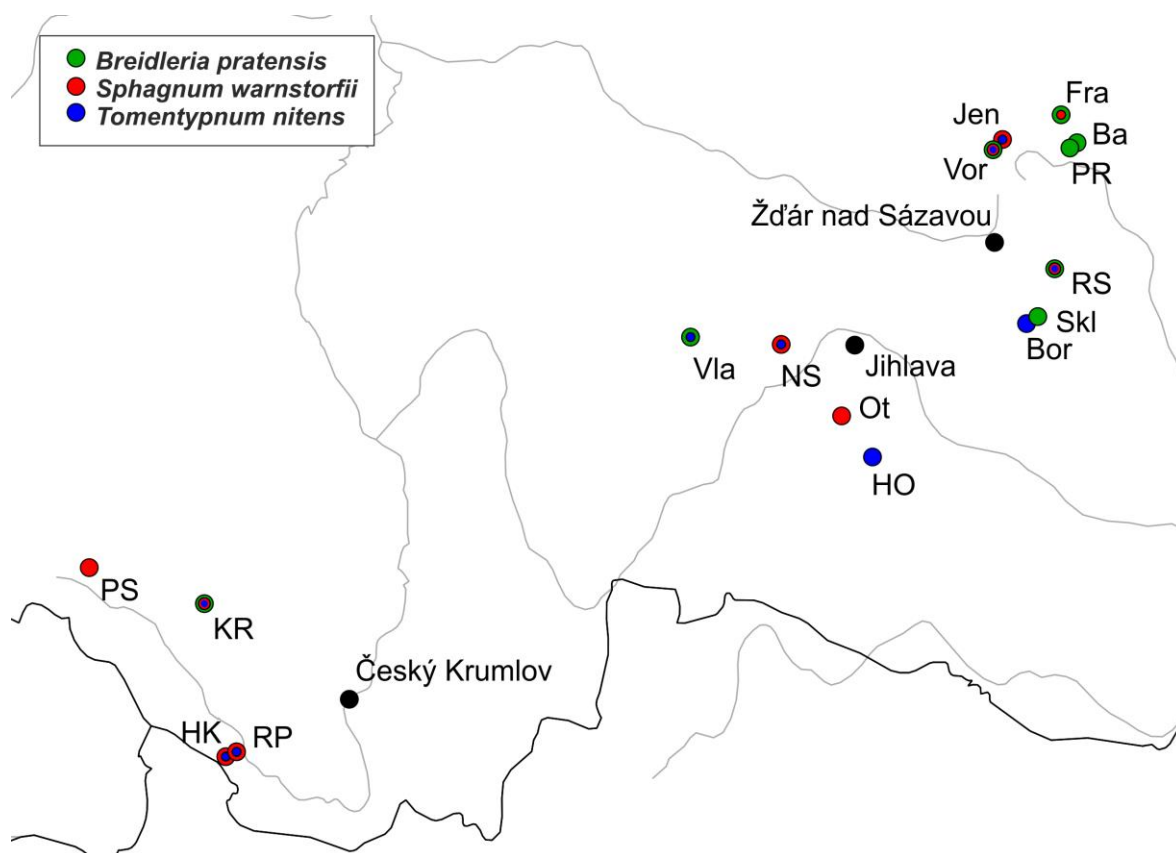 Breidleria pratensis
Sphagnum warnstorfii
Tomentypnum nitens
Fra
Jen
Ba
Vor
PR
Žďár nad Sázavou
RS
Skl
Bor
Vla
NS
Jihlava
Ot
HO
PS
KR
Český Krumlov
HK
RP